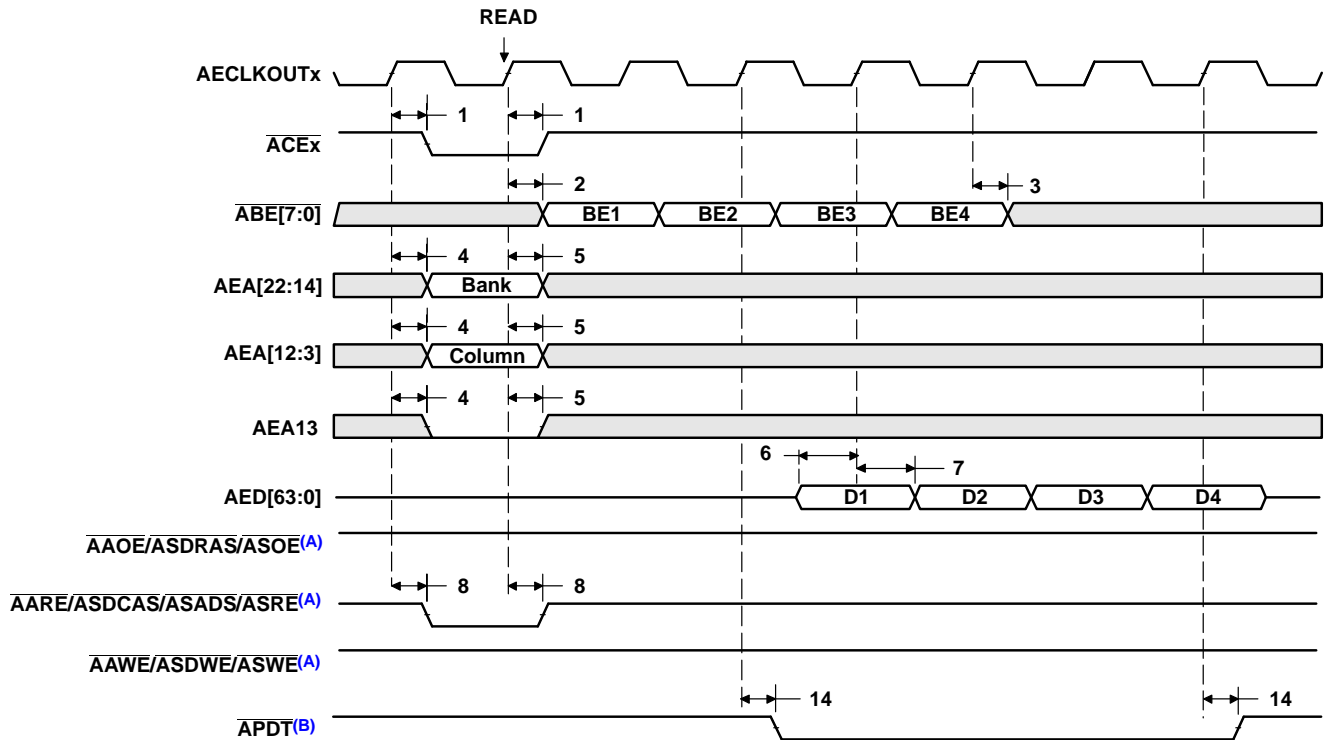 READ
AECLKOUTx
1 1
ACEx
2 3
ABE[7:0] BE1 BE2 BE3 BE4
4 5
AEA[22:14] Bank
4 5
AEA[12:3] Column
4 5
AEA13
6 7
AED[63:0] D1 D2 D3 D4
AAOE/ASDRAS/ASOE(A)
8 8
AARE/ASDCAS/ASADS/ASRE(A)
AAWE/ASDWE/ASWE(A)
14 14
APDT(B)